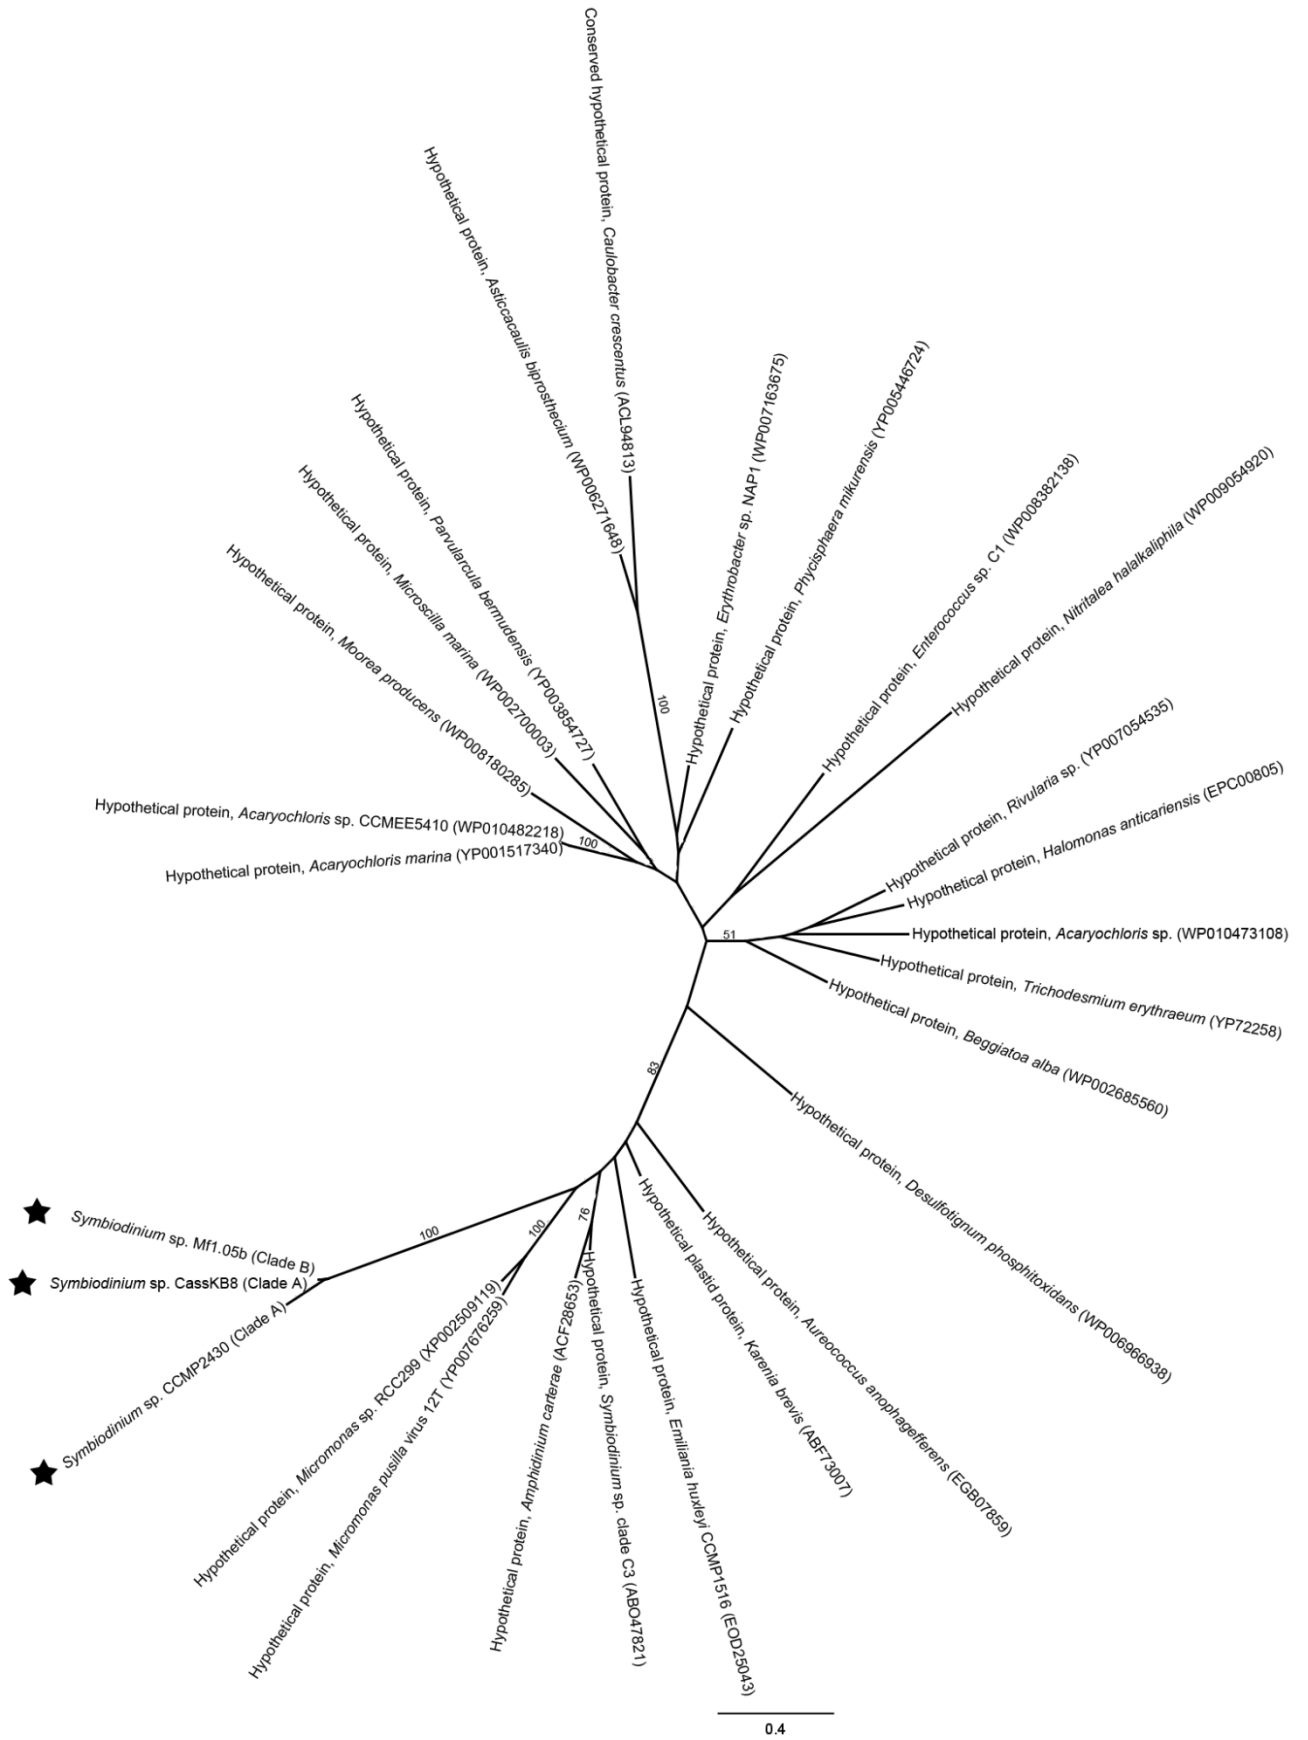 Conserved hypothetical protein, Caulobacter crescentus (ACL94813)
Hypothetical protein, Asticcacaulis biprosthecium (WP006271648)
Hypothetical protein, Erythrobacter sp. NAP1 (WP007163675)
Hypothetical protein, Phycisphaera mikurensis (YP005446724)
Hypothetical protein, Parvularcula bermudensis (YP003854727)
Hypothetical protein, Microscilla marina (WP002700003)
Hypothetical protein, Enterococcus sp. C1 (WP008382138)
Hypothetical protein, Nitritalea halalkaliphila (WP009054920)
Hypothetical protein, Moorea producens (WP008180285)
100
Hypothetical protein, Rivularia sp. (YP007054535)
Hypothetical protein, Halomonas anticariensis (EPC00805)
Hypothetical protein, Acaryochloris sp. CCMEE5410 (WP010482218)
100
Hypothetical protein, Acaryochloris marina (YP001517340)
51
Hypothetical protein, Acaryochloris sp. (WP010473108)
Hypothetical protein, Trichodesmium erythraeum (YP72258)
Hypothetical protein, Beggiatoa alba (WP002685560)
83
Hypothetical protein, Desulfotignum phosphitoxidans (WP006966938)
Hypothetical protein, Aureococcus anophagefferens (EGB07859)
Hypothetical plastid protein, Karenia brevis (ABF73007)
Hypothetical protein, Emiliania huxleyi CCMP1516 (EOD25043)
76
Hypothetical protein, Symbiodinium sp. clade C3 (ABO47821)
Hypothetical protein, Amphidinium carterae (ACF28653)
100
Hypothetical protein, Micromonas pusilla virus 12T (YP007676259)
Hypothetical protein, Micromonas sp. RCC299 (XP002509119)
100
Symbiodinium sp. Mf1.05b (Clade B)
Symbiodinium sp. CassKB8 (Clade A)
Symbiodinium sp. CCMP2430 (Clade A)
0.4